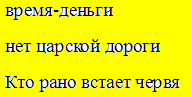 время-деньги
нет царской дороги
Кто рано встает червя